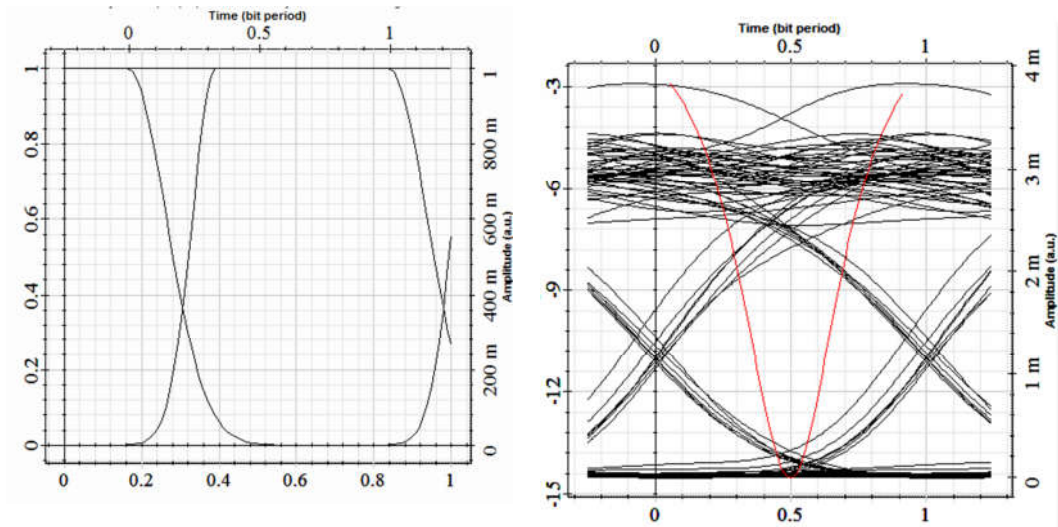 Time (bit period)
0 0.5 1
1
0.8
0.6
0.4
0.2
0
1
800 m
600 m
400 m
200 m
0
Amplitude (a.u.)
0 0.2 0.4 0.6 0.8 1
Time (bit period)
0 0.5 1
-3
-6
-9
-12
-15
4 m
3 m
2 m
1 m
0
Amplitude (a.u.)
0 0.5 1